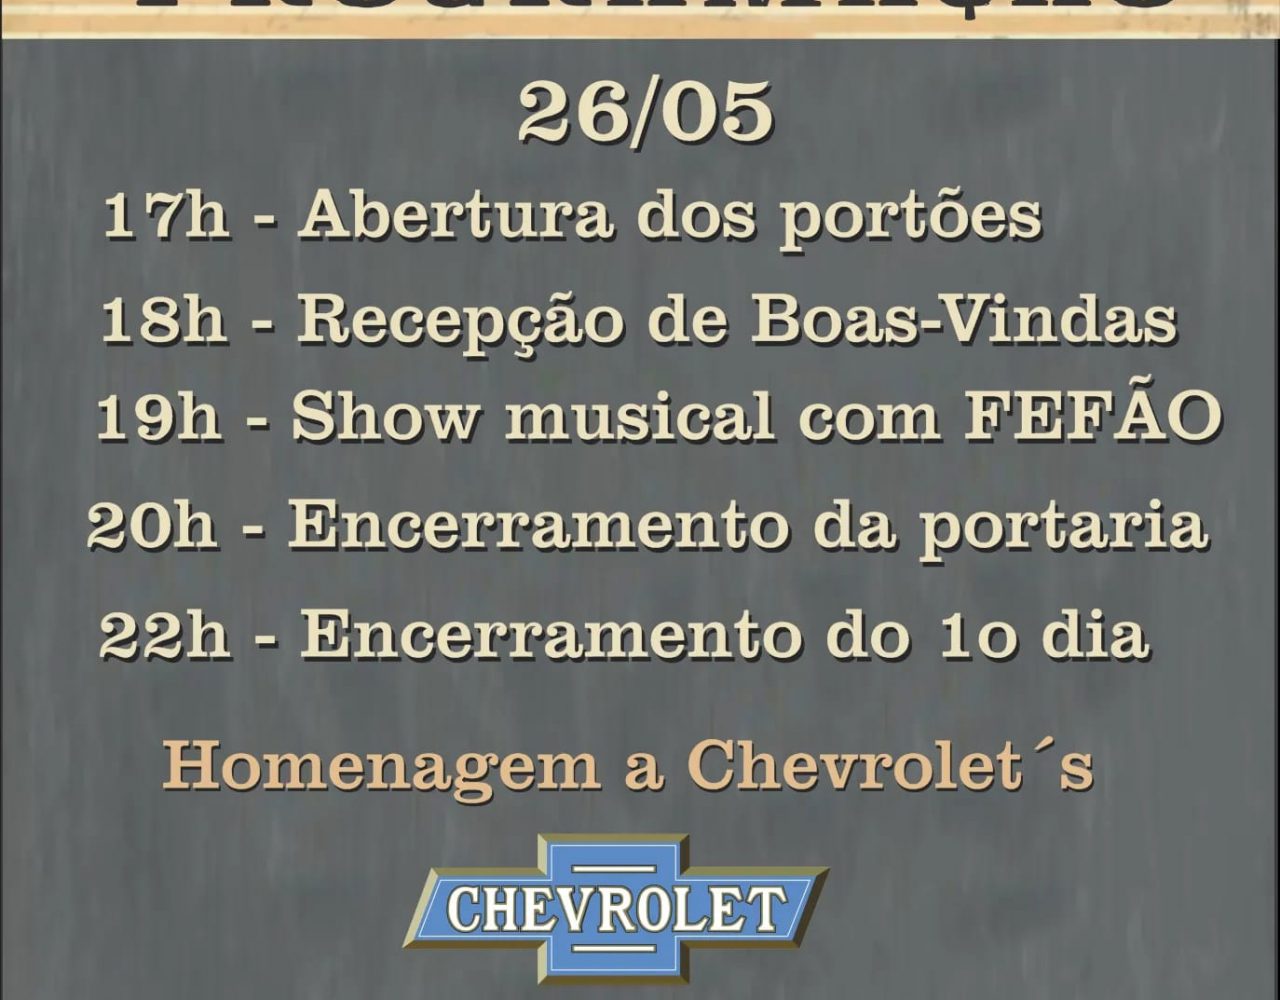 PROGRAMAÇÃO
26/05
17h - Abertura dos portões
18h - Recepção de Boas-Vindas
19h - Show musical com FEFÃO
20h - Encerramento da portaria
22h - Encerramento do 1o dia
Homenagem a Chevrolet´s
CHEVROLET